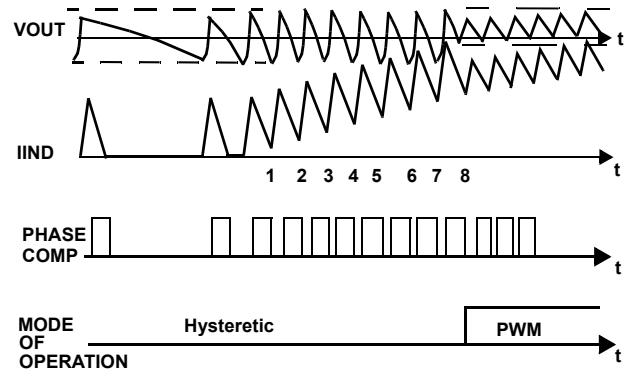 VOUT
t
IIND
1 2 3 4 5 6 7 8
t
PHASE
COMP
t
MODE
OF
OPERATION
Hysteretic
PWM
t